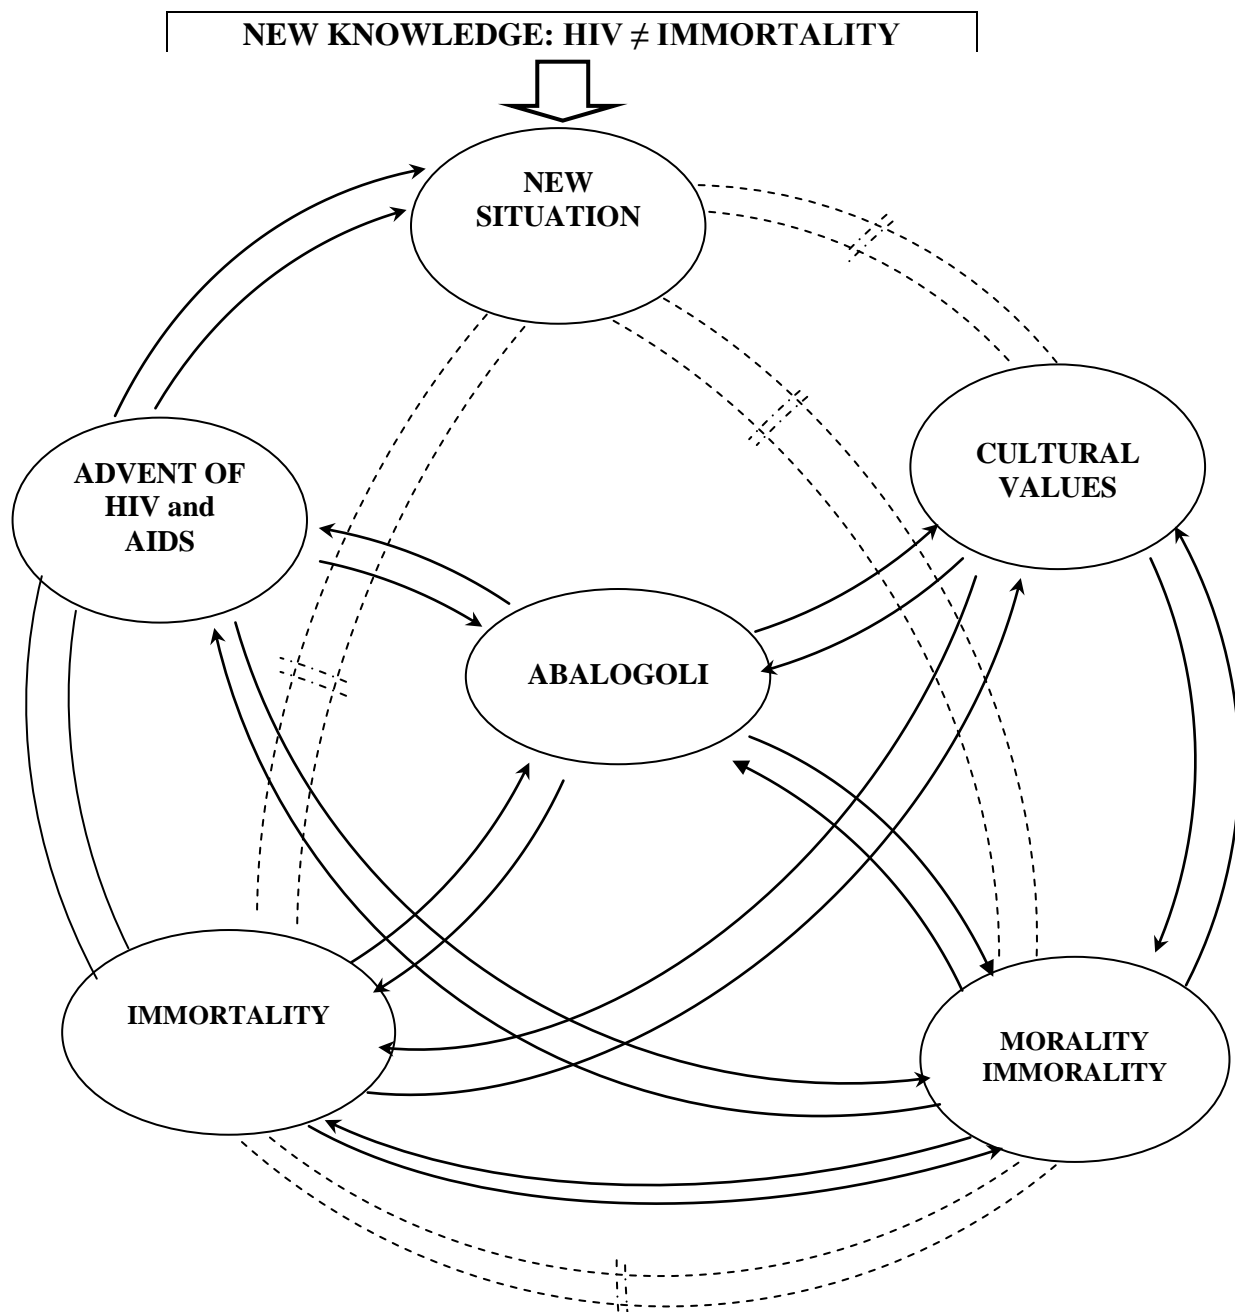 NEW KNOWLEDGE: HIV ≠ IMMORTALITY
NEW
SITUATION
CULTURAL
VALUES
ADVENT OF
HIV and
AIDS
ABALOGOLI
IMMORTALITY
MORALITY
IMMORALITY